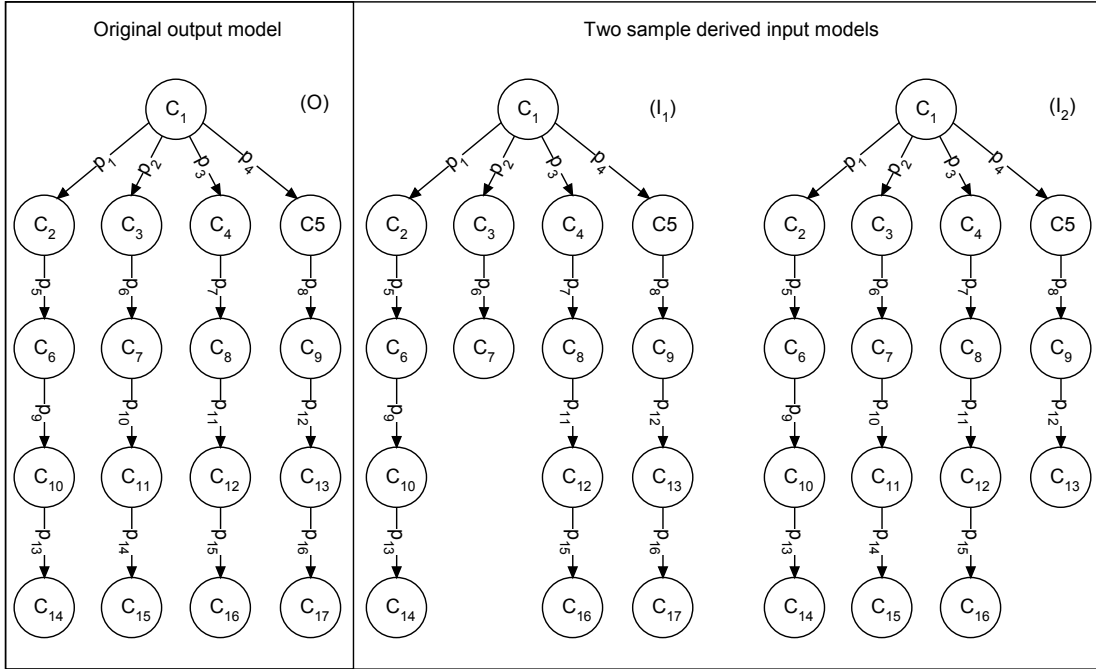 Original output model
Two sample derived input models
(O)
(I1)
(I2)
C1
C1
C1
p1 p2 p3 p4
p1 p2 p3 p4
p1 p2 p3 p4
C2 C3 C4 C5
C2 C3 C4 C5
C2 C3 C4 C5
p5 p6 p7 p8
p5 p6 p7 p8
p5 p6 p7 p8
C6 C7 C8 C9
C6 C7 C8 C9
C6 C7 C8 C9
p9 p10 p11 p12
p9 p11 p12
p9 p10 p11 p12
C10 C11 C12 C13
C10 C12 C13
C10 C11 C12 C13
p13 p14 p15 p16
p13 p15 p16
p13 p14 p15
C14 C15 C16 C17
C14 C16 C17
C14 C15 C16